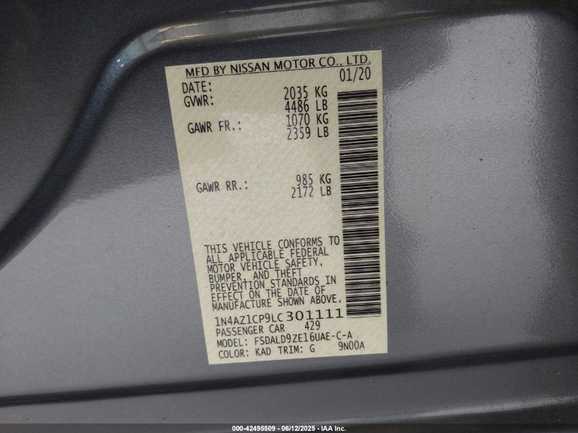 MFD BY NISSAN MOTOR CO., LTD.
DATE: 01/20
GVWR: 2035 KG
4486 LB
GAWR FR.: 1070 KG
2359 LB
GAWR RR.: 985 KG
2172 LB
THIS VEHICLE CONFORMS TO
ALL APPLICABLE FEDERAL
MOTOR VEHICLE SAFETY,
BUMPER, AND THEFT
PREVENTION STANDARDS IN
EFFECT ON THE DATE OF
MANUFACTURE SHOWN ABOVE.
1N4AZ1CP9LC301111
PASSENGER CAR 429
MODEL: FSDALD9ZE16UAE-C-A
COLOR: KAD TRIM: G 9N00A
000-42495509 - 06/12/2025 - IAA Inc.